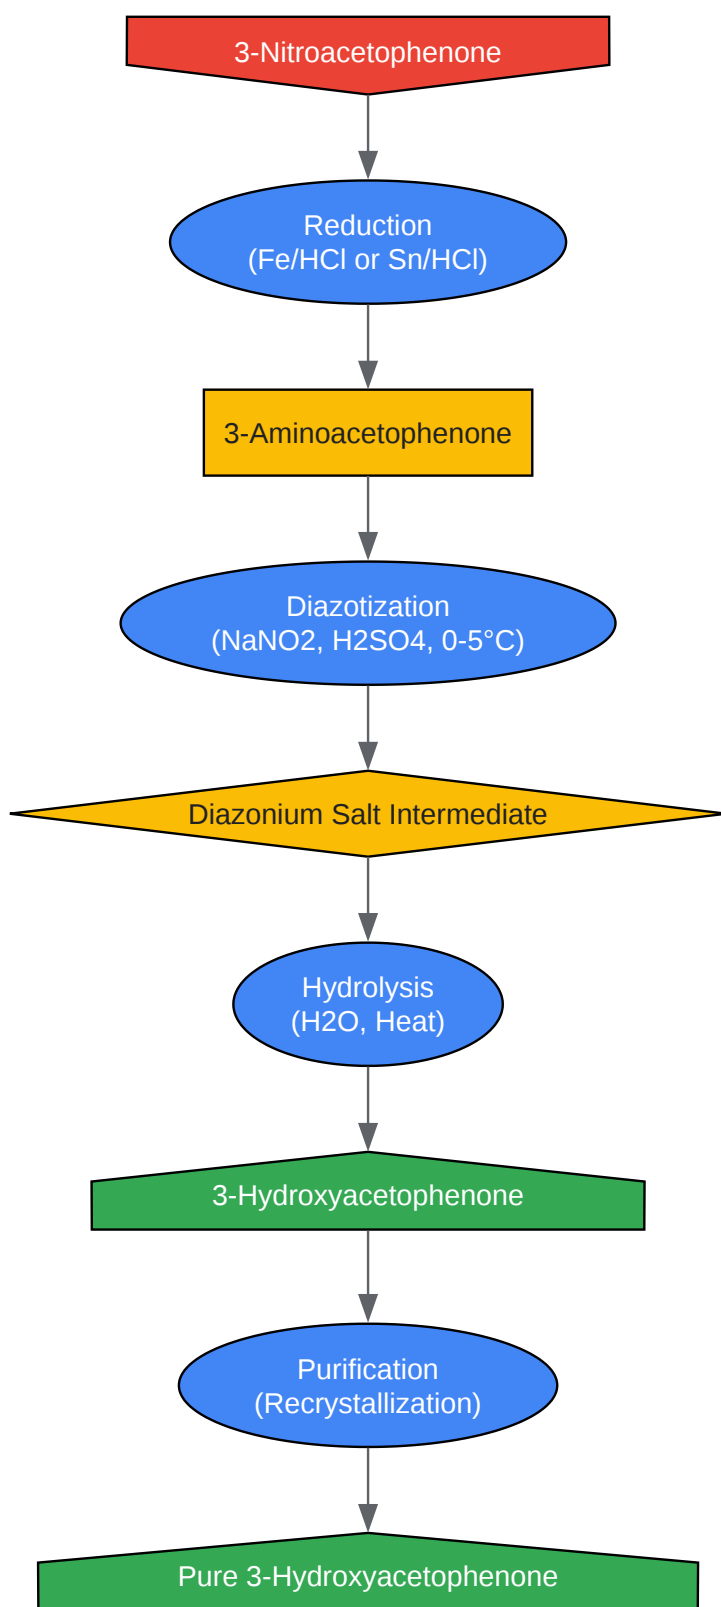 3-Nitroacetophenone
Reduction
(Fe/HCl or Sn/HCl)
3-Aminoacetophenone
Diazotization
(NaNO2, H2SO4, 0-5°C)
Diazonium Salt Intermediate
Hydrolysis
(H2O, Heat)
3-Hydroxyacetophenone
Purification
(Recrystallization)
Pure 3-Hydroxyacetophenone